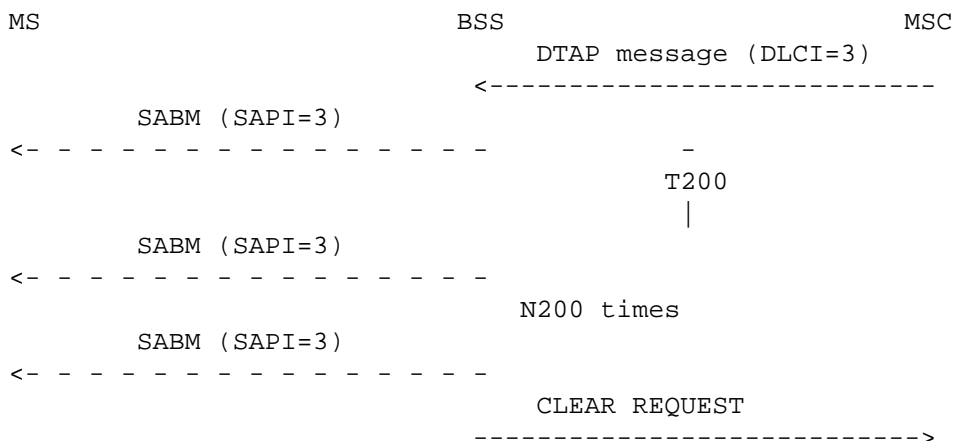 MS BSS MSC
DTAP message (DLCI=3)
<----------------------------
SABM (SAPI=3)
<- - - - - - - - - - - - - - - -
T200
|
SABM (SAPI=3)
<- - - - - - - - - - - - - - -
N200 times
SABM (SAPI=3)
<- - - - - - - - - - - - - - -
CLEAR REQUEST
---------------------------->